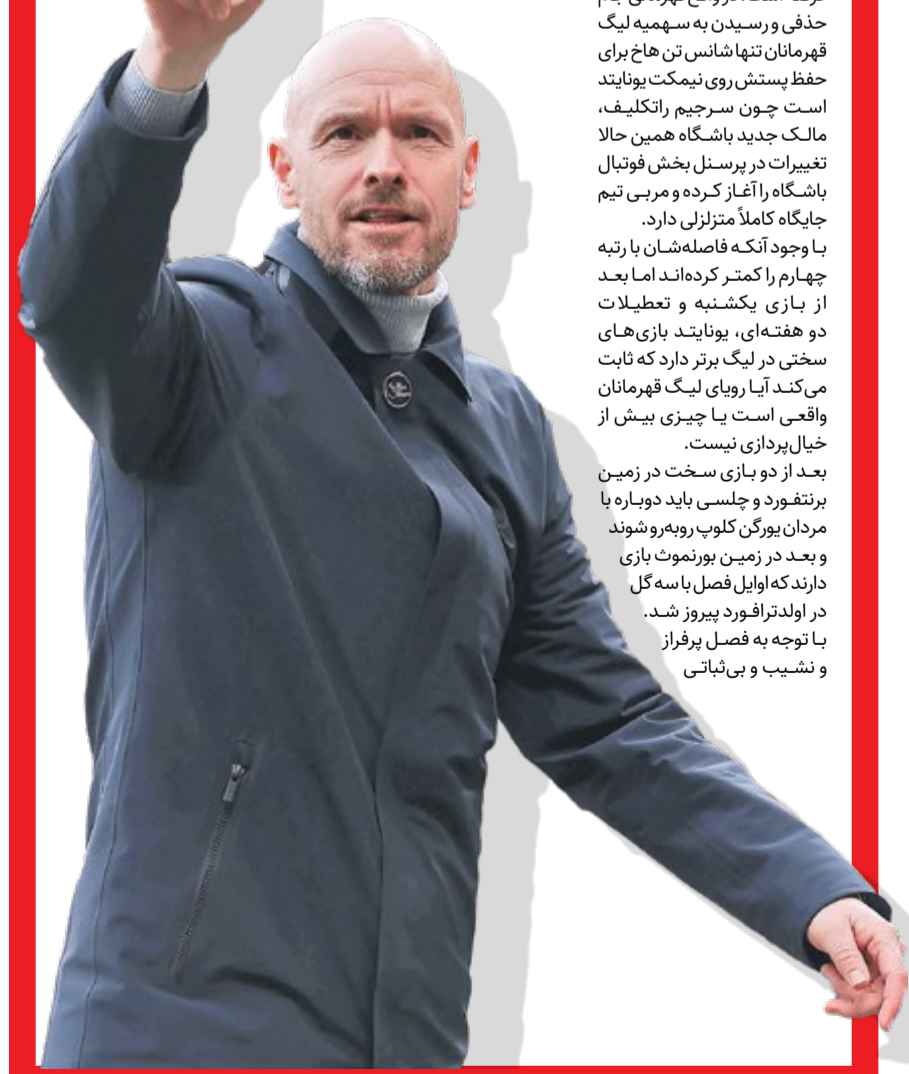 حذفی و رسیدن به سهمیه لیگ
قهرمانان تنها شانس تن هاخ برای
حفظ پستش روی نیمکت یونایتد
است چون سرجیم راتکلیف،
مالک جدید باشگاه همین حالا
تغییرات در پرسنل بخش فوتبال
باشگاه را آغاز کرده و مربی تیم
جایگاه کاملاً متزلزلی دارد.
با وجود آنکه فاصله‌شان با رتبه
چهارم را کمتر کرده‌اند اما بعد
از بازی یکشنبه و تعطیلات
دو هفته‌ای، یونایتد بازی‌های
سختی در لیگ برتر دارد که ثابت
می‌کند آیا رویای لیگ قهرمانان
واقعی است یا چیزی بیش از
خیال‌پردازی نیست.
بعد از دو بازی سخت در زمین
برنتفورد و چلسی باید دوباره با
مردان یورگن کلوپ روبه‌رو شوند
و بعد در زمین بورنموث بازی
دارند که اوایل فصل با سه گل
در اولدترافورد پیروز شد.
با توجه به فصل پرفراز
و نشیب و بی‌ثباتی